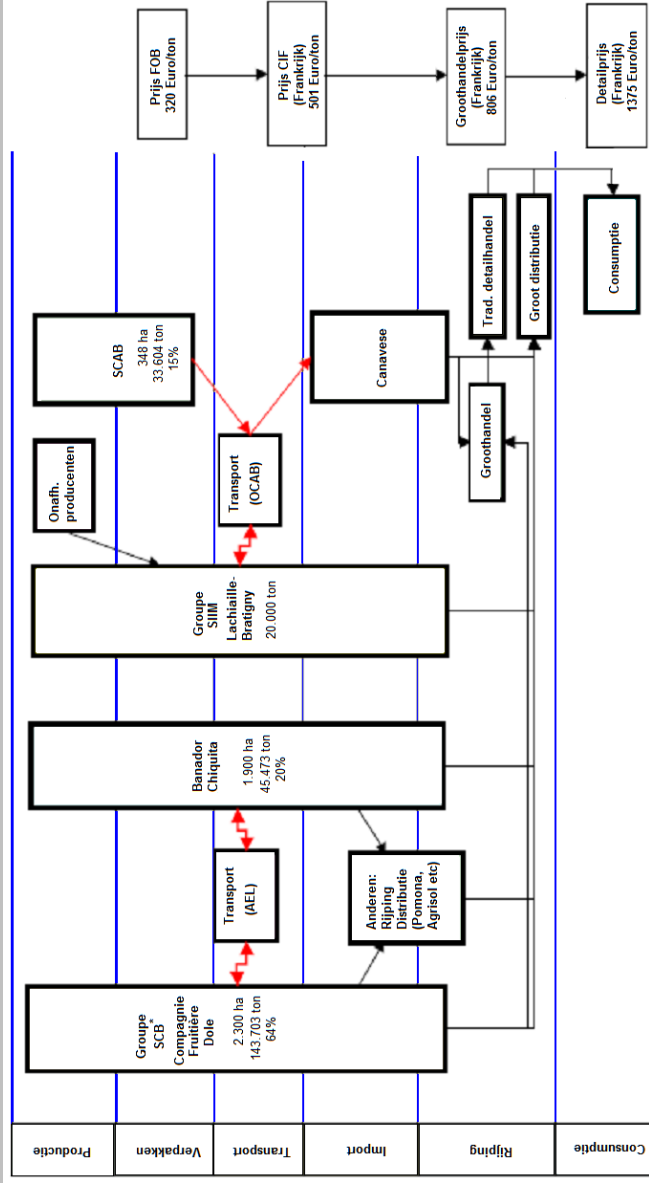 Productie
Verpakken
Transport
Import
Rijping
Consumptie
Groupe
SCB*
Compagnie
Fruitière
Dole
2.300 ha
143.703 ton
64%
Transport
(AEL)
Anderen:
Rijping
Distributie
(Pomona,
Agrisol etc)
Banador
Chiquita
1.900 ha
45.473 ton
20%
Groupe
SIIM
Lachiaille-
Bratigny
20.000 ton
Onafh.
producenten
Transport
(OCAB)
SCAB
348 ha
33.604 ton
15%
Canavese
Groothandel
Trad. detailhandel
Groot distributie
Consumptie
Prijs FOB
320 Euro/ton
Prijs CIF
(Frankrijk)
501 Euro/ton
Groothandelprijs
(Frankrijk)
806 Euro/ton
Detailprijs
(Frankrijk)
1375 Euro/ton